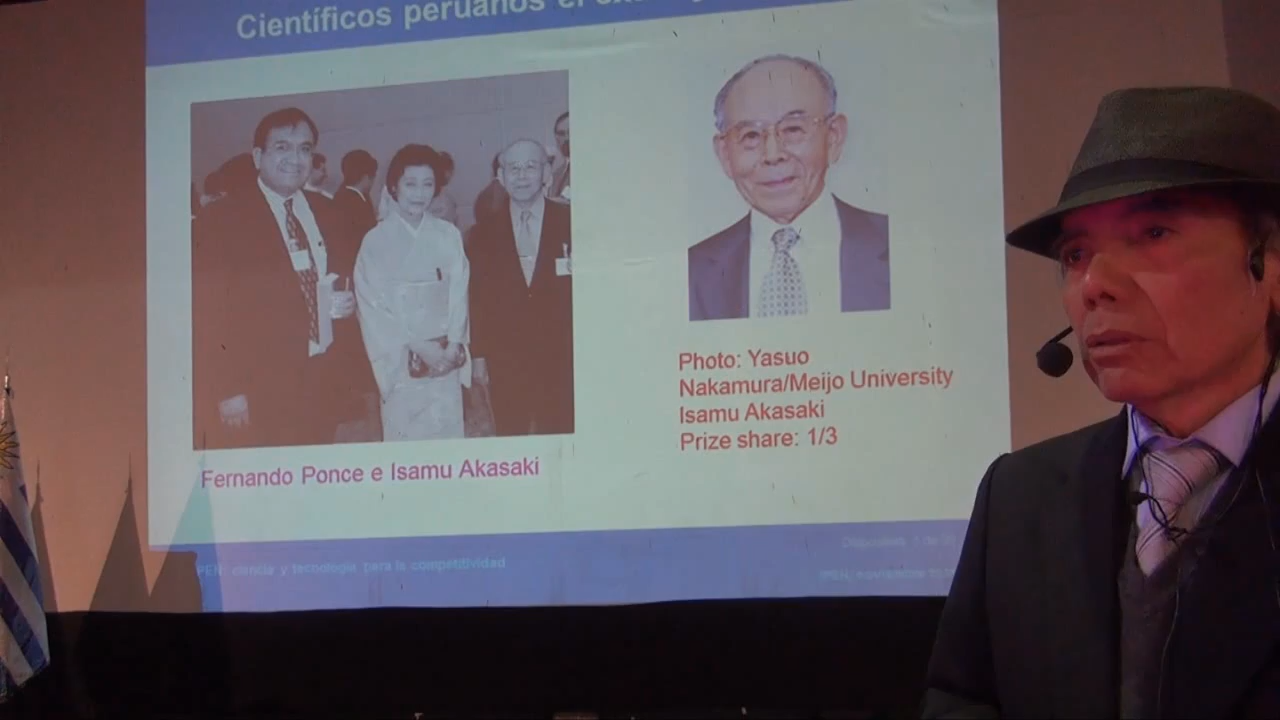 Científicos peruanos
Fernando Ponce e Isamu Akasaki
Photo: Yasuo
Nakamura/Meijo University
Isamu Akasaki
Prize share: 1/3
ciencia y tecnología para la competitividad